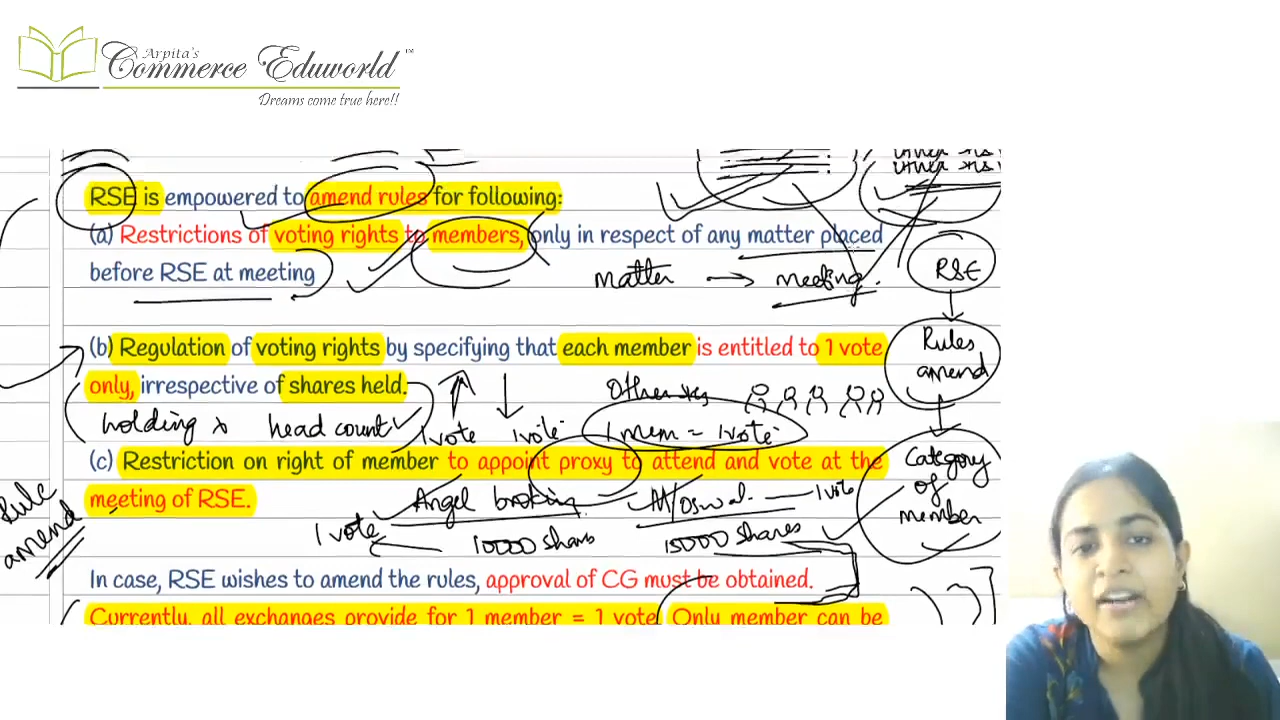 Arpita's
Commerce Eduworld™
Dreams come true here!!
RSE is empowered to amend rules for following:
(a) Restrictions of voting rights to members, only in respect of any matter placed
before RSE at meeting
matter → meeting.
RSE
Rules
amend
Category
of
member
(b) Regulation of voting rights by specifying that each member is entitled to 1 vote
only, irrespective of shares held.
holding x head count
1 vote 1 vote
1 mem = 1 vote
(c) Restriction on right of member to appoint proxy to attend and vote at the
meeting of RSE.
Angel broking M/oswal. 1 vote
1 vote 10000 shares 15000 shares
Rule
amend
In case, RSE wishes to amend the rules, approval of CG must be obtained.
Currently, all exchanges provide for 1 member = 1 vote. Only member can be